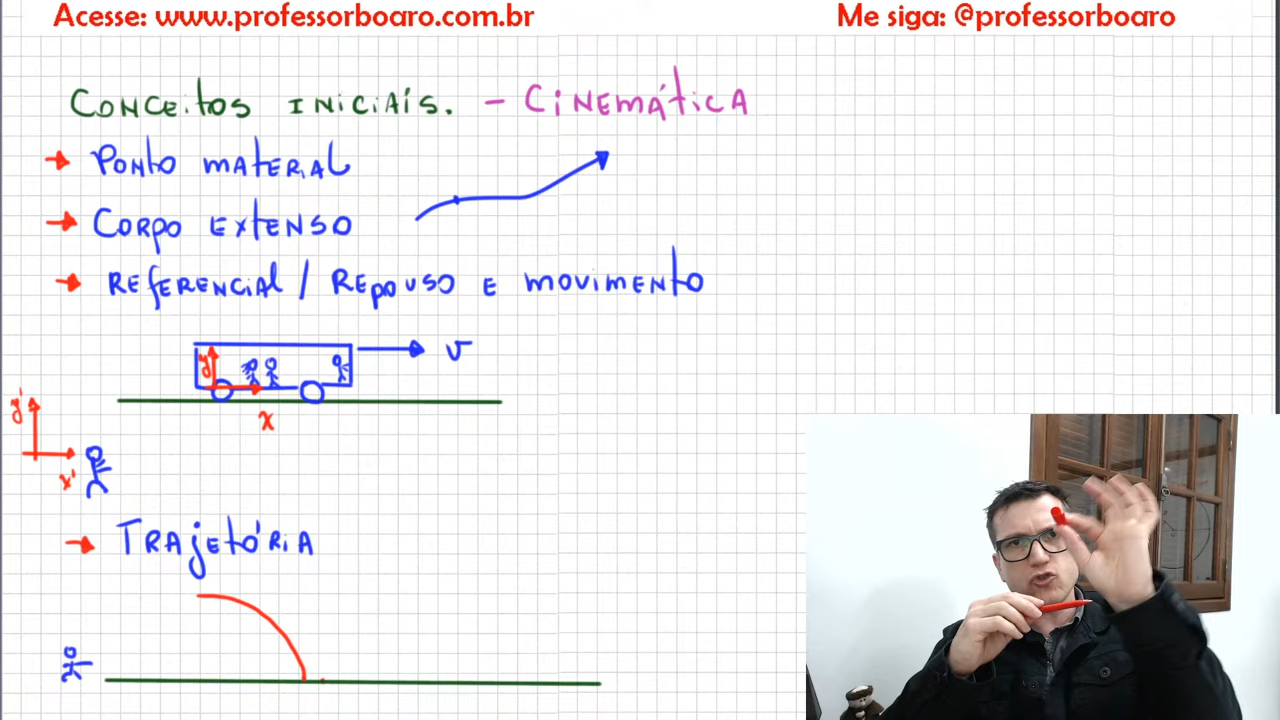 Acesse: www.professorboaro.com.br
Me siga: @professorboaro
CONCEITOS INICIAIS. - CINEMÁTICA
→ PONTO MATERIAL
→ CORPO EXTENSO
→ REFERENCIAL / REPOUSO E MOVIMENTO
y
v
x
y'
x'
→ TRAJETÓRIA